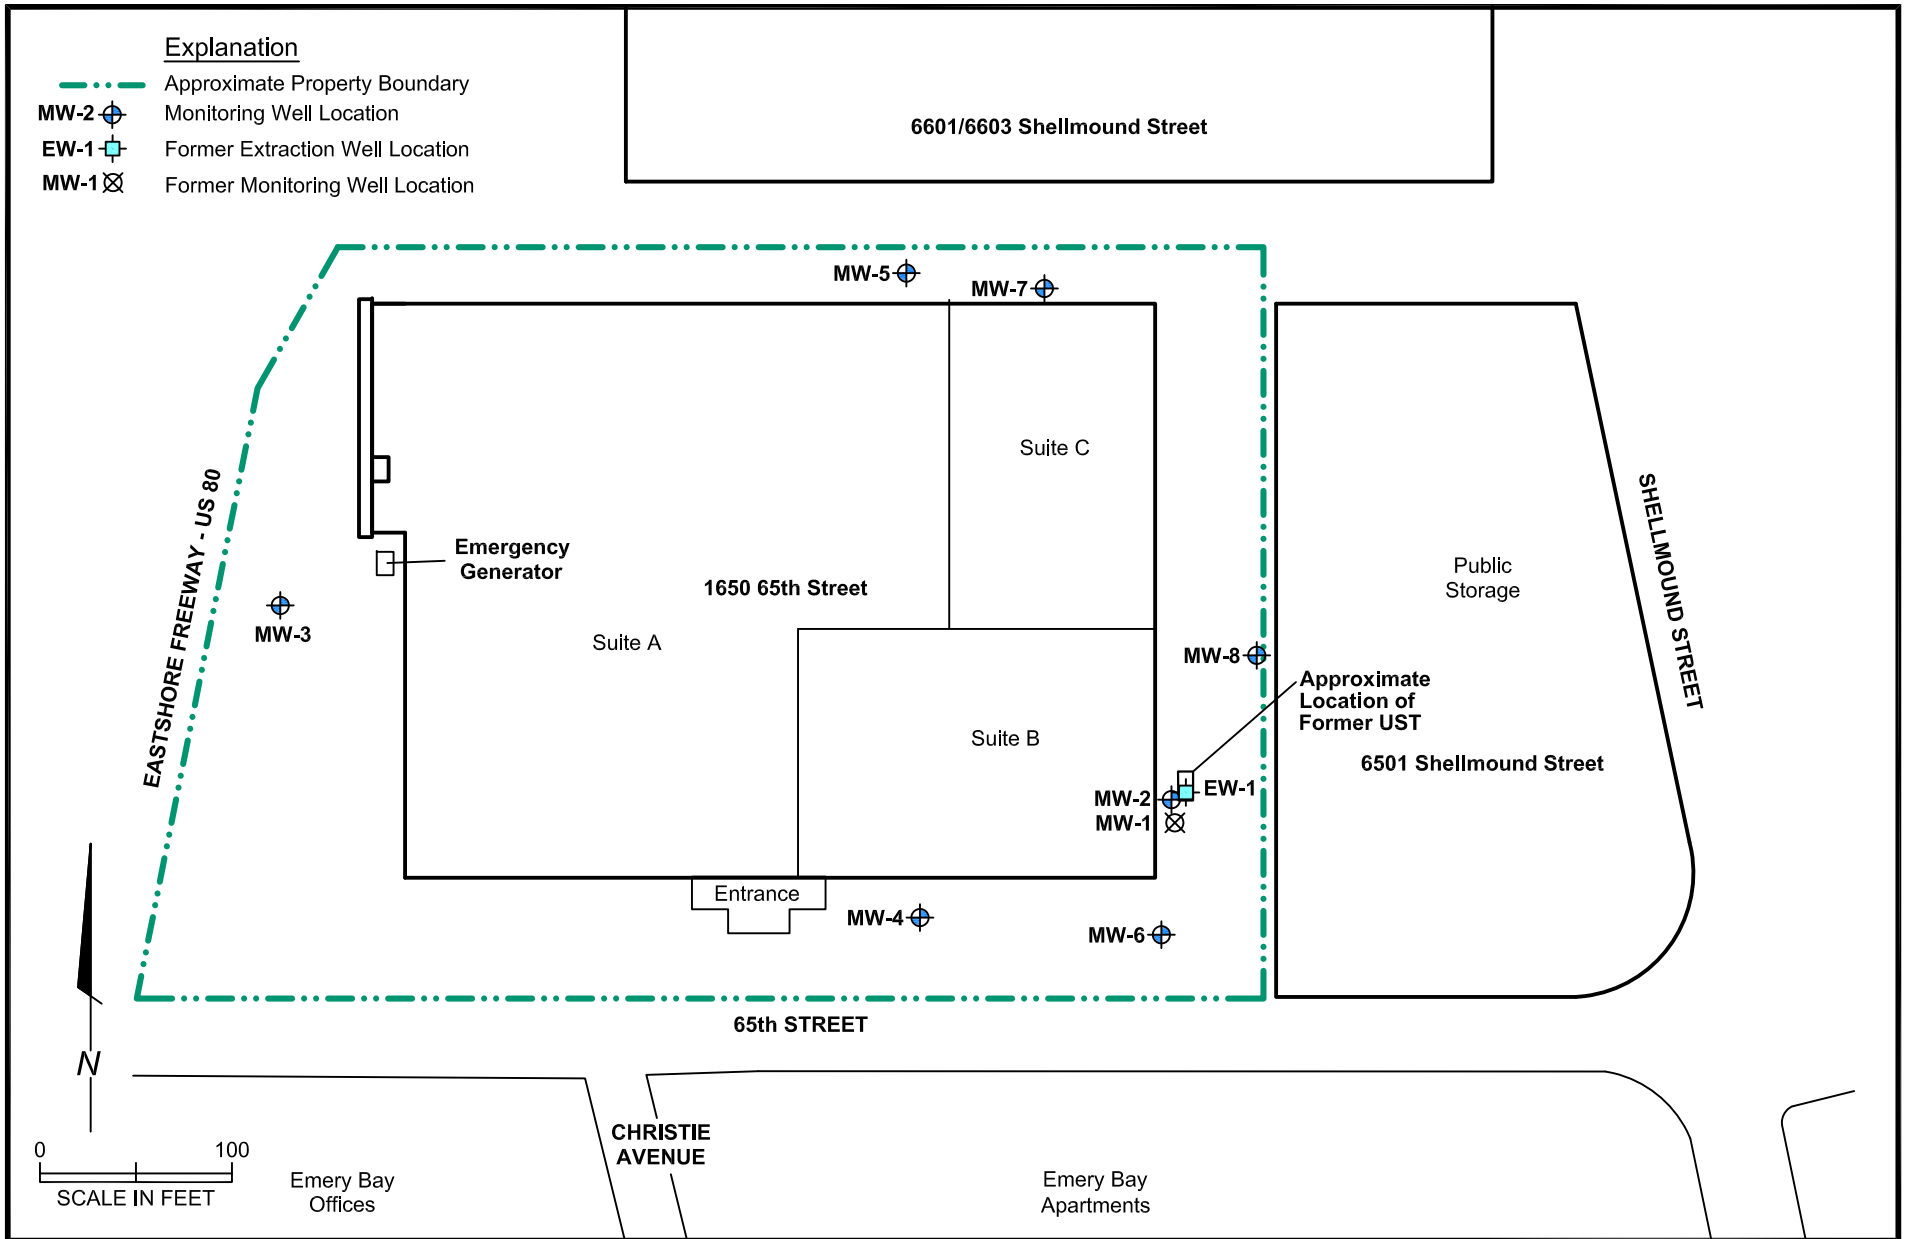 Explanation
Approximate Property Boundary
MW-2 Monitoring Well Location
EW-1 Former Extraction Well Location
MW-1 Former Monitoring Well Location
6601/6603 Shellmound Street
MW-5
MW-7
Suite C
EASTSHORE FREEWAY - US 80
Emergency
Generator
1650 65th Street
MW-3
Suite A
Public
Storage
SHELLMOUND STREET
MW-8
Approximate
Location of
Former UST
Suite B
6501 Shellmound Street
MW-2
EW-1
MW-1
Entrance
MW-4
MW-6
65th STREET
N
CHRISTIE
AVENUE
0 100
SCALE IN FEET
Emery Bay
Offices
Emery Bay
Apartments